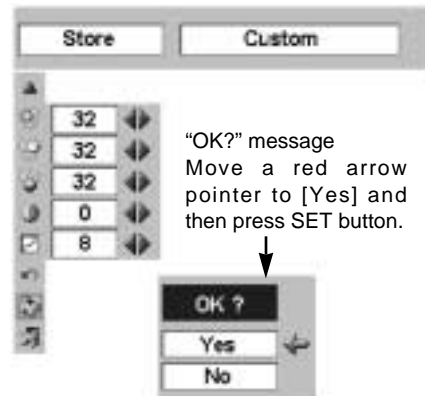 Store Custom
32
32
32
0
8
“OK?” message
Move a red arrow
pointer to [Yes] and
then press SET button.
OK ?
Yes
No